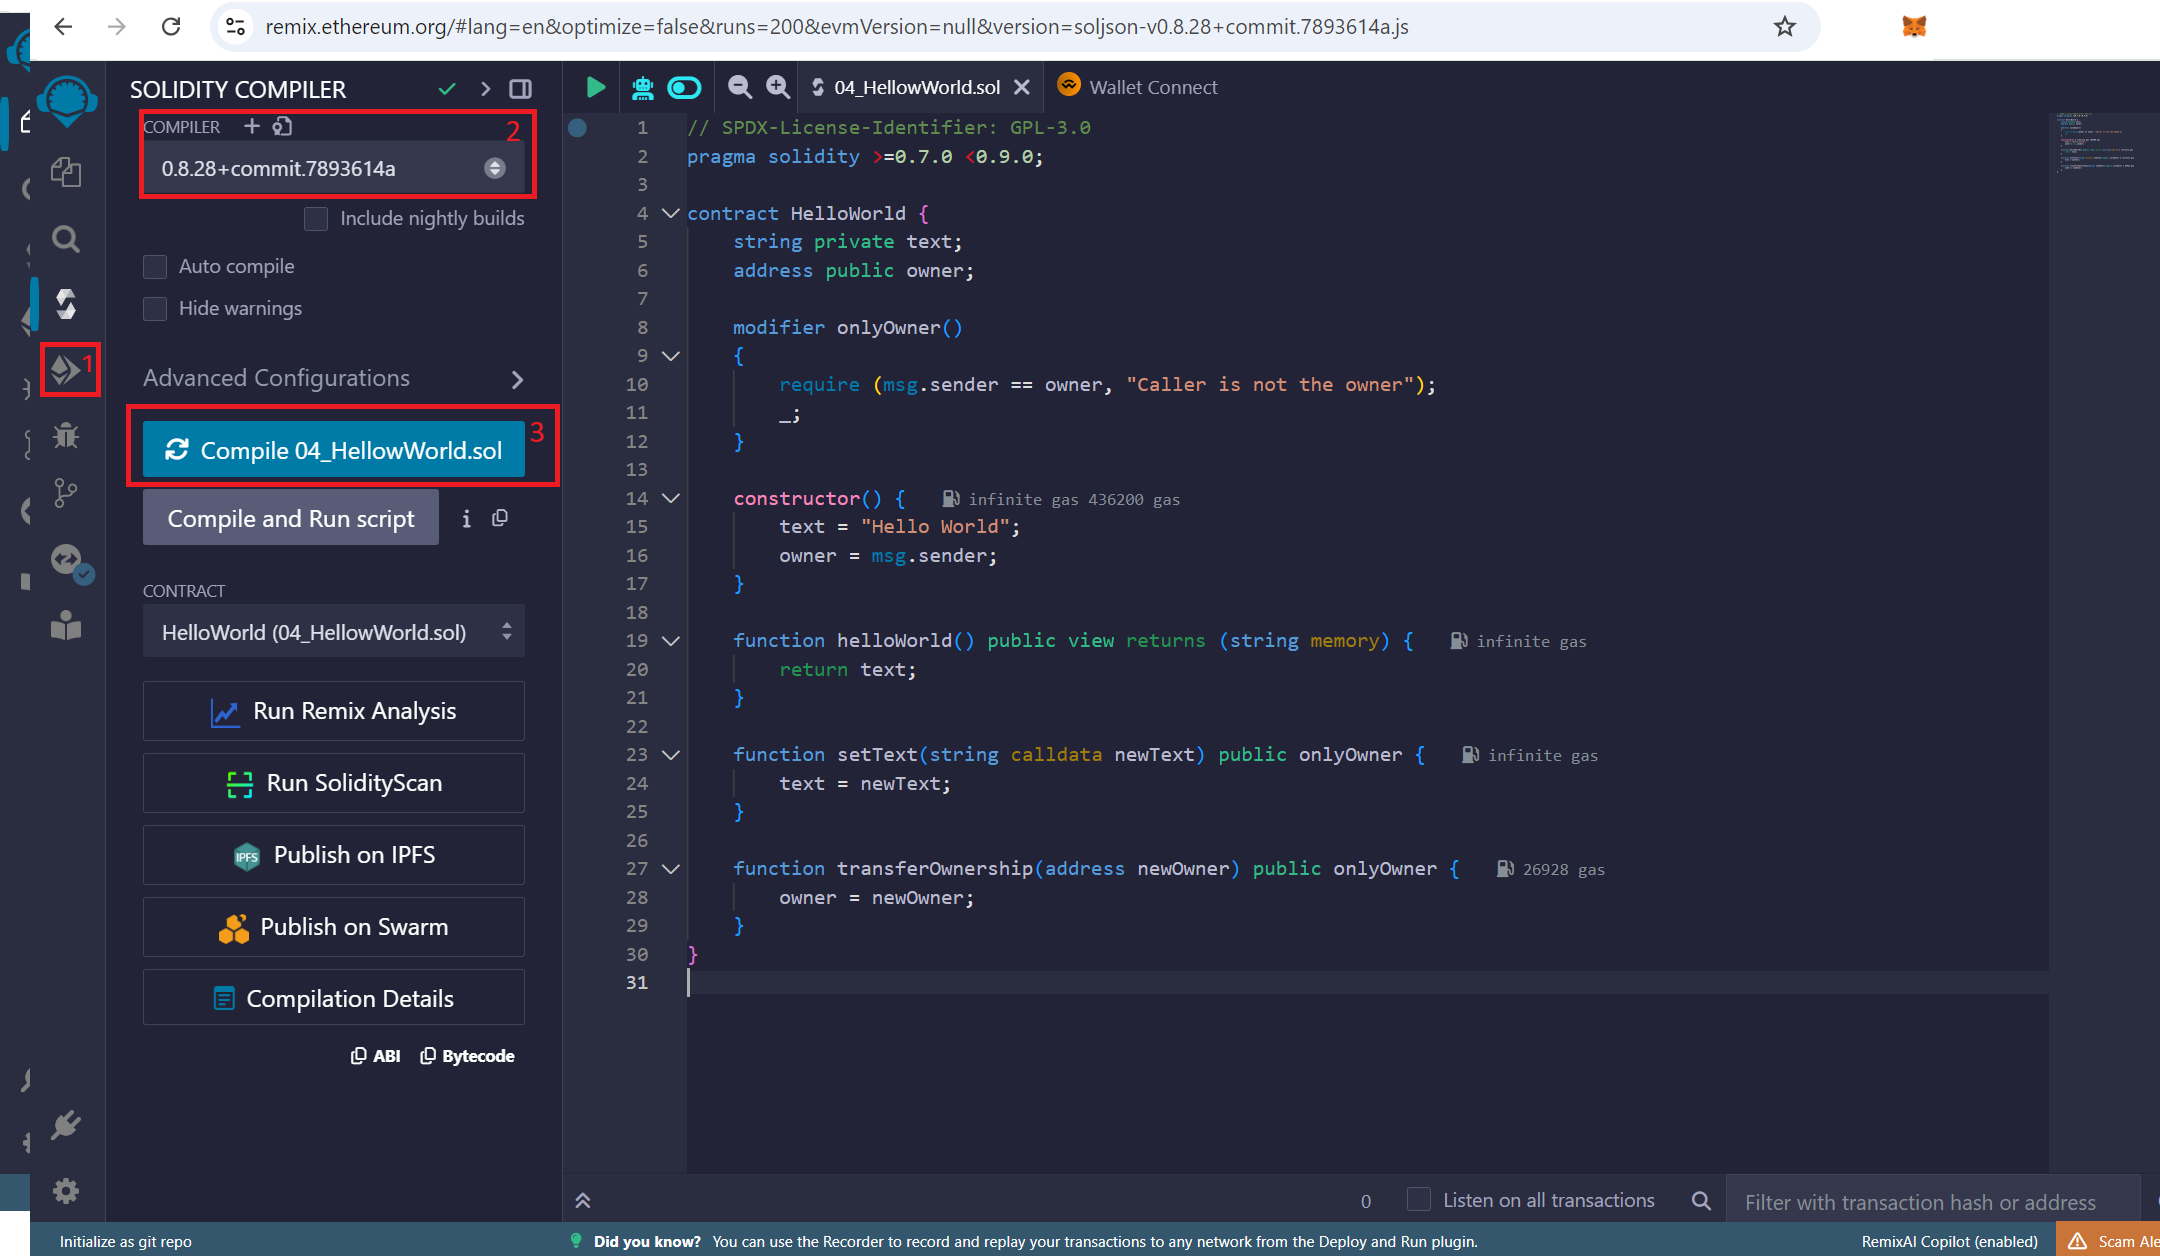 remix.ethereum.org/#lang=en&optimize=false&runs=200&evmVersion=null&version=soljson-v0.8.28+commit.7893614a.js
SOLIDITY COMPILER
COMPILER
2
0.8.28+commit.7893614a
Include nightly builds
Auto compile
Hide warnings
1
Advanced Configurations
Compile 04_HellowWorld.sol
3
Compile and Run script
i
CONTRACT
HelloWorld (04_HellowWorld.sol)
Run Remix Analysis
Run SolidityScan
IPFS
Publish on IPFS
Publish on Swarm
Compilation Details
ABI Bytecode
04_HellowWorld.sol
Wallet Connect
1 // SPDX-License-Identifier: GPL-3.0
2 pragma solidity >=0.7.0 <0.9.0;
3
4 contract HelloWorld {
5 string private text;
6 address public owner;
7
8 modifier onlyOwner()
9 {
10 require (msg.sender == owner, "Caller is not the owner");
11 _;
12 }
13
14 constructor() { infinite gas 436200 gas
15 text = "Hello World";
16 owner = msg.sender;
17 }
18
19 function helloWorld() public view returns (string memory) { infinite gas
20 return text;
21 }
22
23 function setText(string calldata newText) public onlyOwner { infinite gas
24 text = newText;
25 }
26
27 function transferOwnership(address newOwner) public onlyOwner { 26928 gas
28 owner = newOwner;
29 }
30 }
31
0
Listen on all transactions
Filter with transaction hash or address
Initialize as git repo
Did you know? You can use the Recorder to record and replay your transactions to any network from the Deploy and Run plugin.
RemixAI Copilot (enabled)
Scam Ale